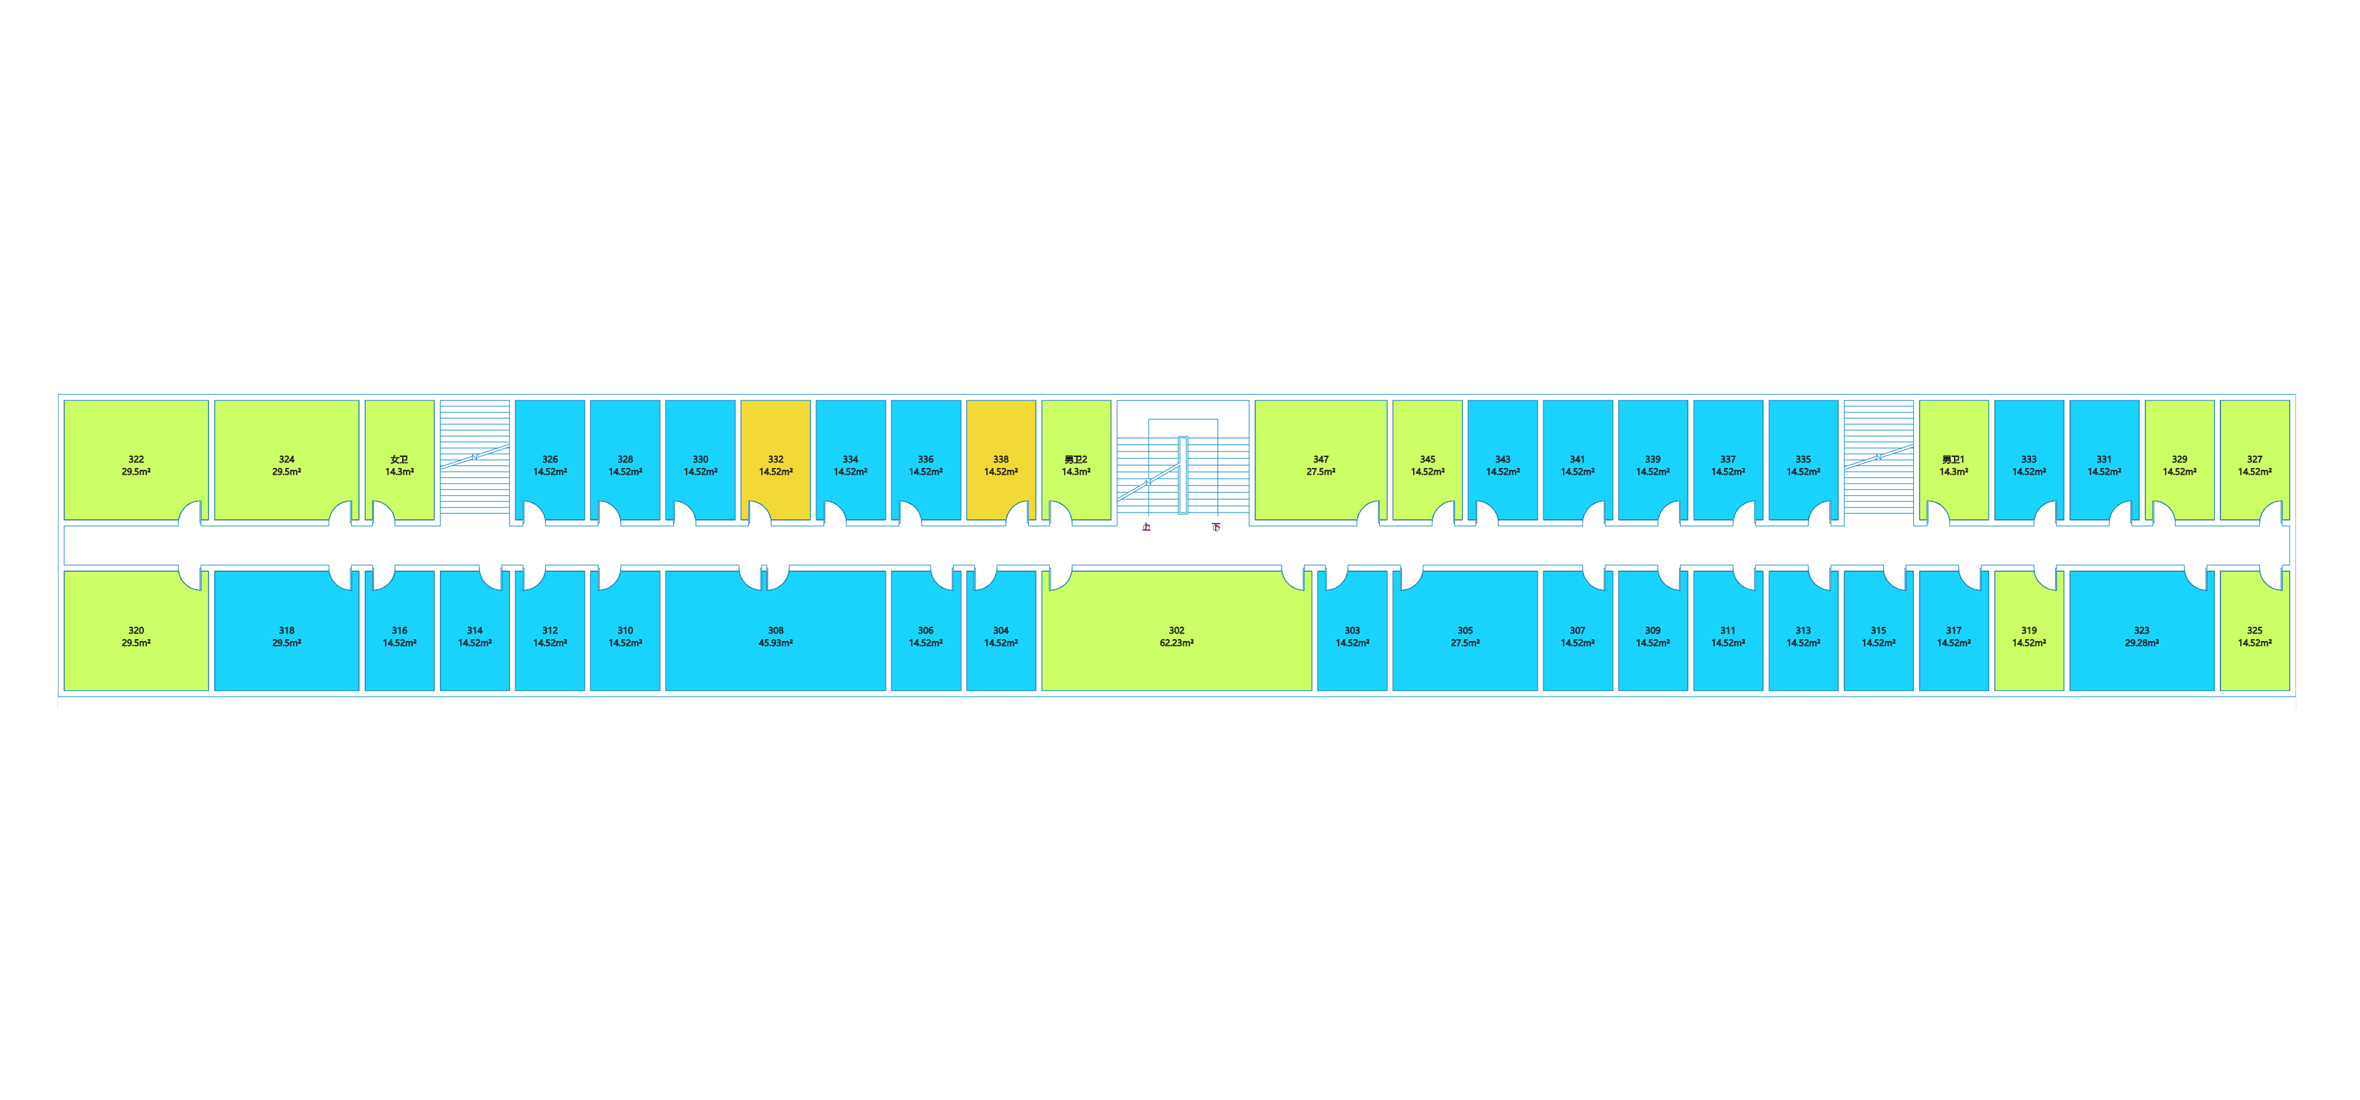 322
29.5m²
324
29.5m²
女卫
14.3m²
326
14.52m²
328
14.52m²
330
14.52m²
332
14.52m²
334
14.52m²
336
14.52m²
338
14.52m²
男卫2
14.3m²
347
27.5m²
345
14.52m²
343
14.52m²
341
14.52m²
339
14.52m²
337
14.52m²
335
14.52m²
男卫1
14.3m²
333
14.52m²
331
14.52m²
329
14.52m²
327
14.52m²
上
下
320
29.5m²
318
29.5m²
316
14.52m²
314
14.52m²
312
14.52m²
310
14.52m²
308
45.93m²
306
14.52m²
304
14.52m²
302
62.23m²
303
14.52m²
305
27.5m²
307
14.52m²
309
14.52m²
311
14.52m²
313
14.52m²
315
14.52m²
317
14.52m²
319
14.52m²
323
29.28m²
325
14.52m²